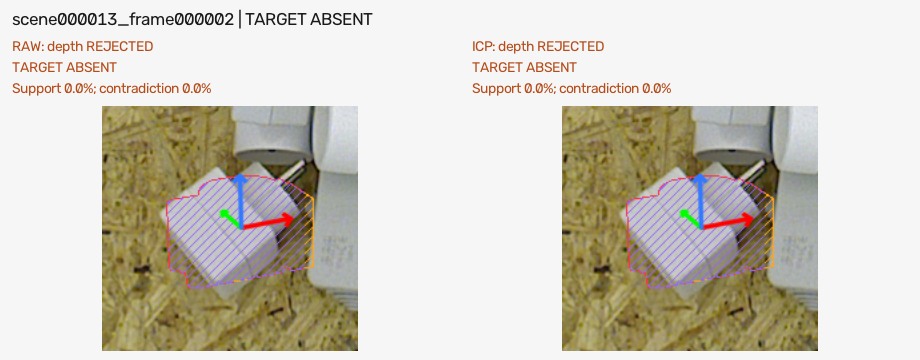 scene000013_frame000002 | TARGET ABSENT
RAW: depth REJECTED
TARGET ABSENT
Support 0.0%; contradiction 0.0%
ICP: depth REJECTED
TARGET ABSENT
Support 0.0%; contradiction 0.0%